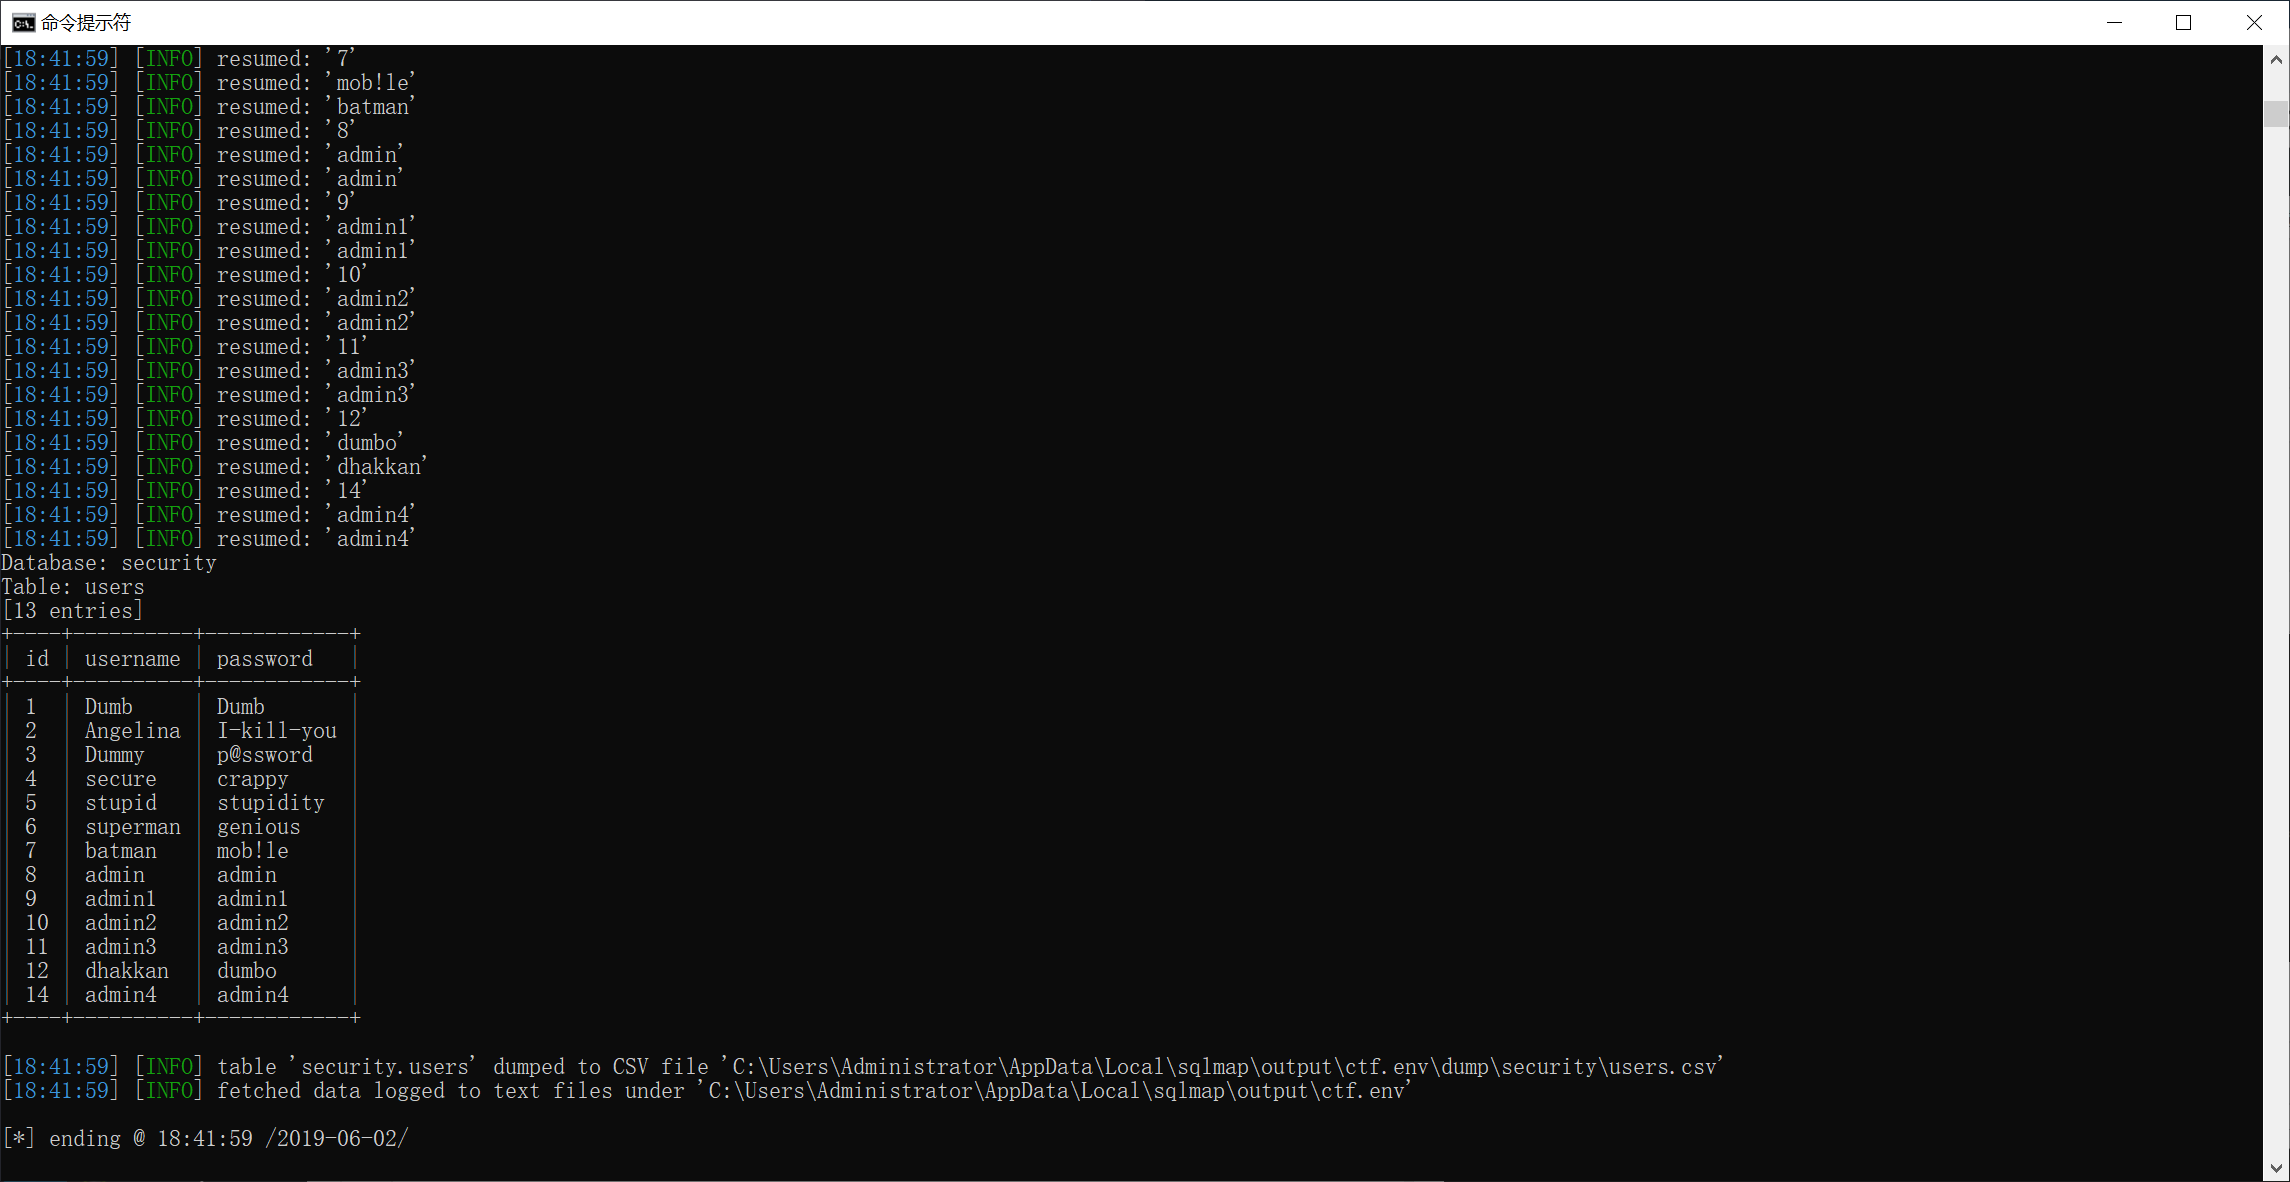 命令提示符
[18:41:59] [INFO] resumed: '7'
[18:41:59] [INFO] resumed: 'mob!le'
[18:41:59] [INFO] resumed: 'batman'
[18:41:59] [INFO] resumed: '8'
[18:41:59] [INFO] resumed: 'admin'
[18:41:59] [INFO] resumed: 'admin'
[18:41:59] [INFO] resumed: '9'
[18:41:59] [INFO] resumed: 'admin1'
[18:41:59] [INFO] resumed: 'admin1'
[18:41:59] [INFO] resumed: '10'
[18:41:59] [INFO] resumed: 'admin2'
[18:41:59] [INFO] resumed: 'admin2'
[18:41:59] [INFO] resumed: '11'
[18:41:59] [INFO] resumed: 'admin3'
[18:41:59] [INFO] resumed: 'admin3'
[18:41:59] [INFO] resumed: '12'
[18:41:59] [INFO] resumed: 'dumbo'
[18:41:59] [INFO] resumed: 'dhakkan'
[18:41:59] [INFO] resumed: '14'
[18:41:59] [INFO] resumed: 'admin4'
[18:41:59] [INFO] resumed: 'admin4'
Database: security
Table: users
[13 entries]
+----+----------+------------+
| id | username | password   |
+----+----------+------------+
| 1  | Dumb     | Dumb       |
| 2  | Angelina | I-kill-you |
| 3  | Dummy    | p@ssword   |
| 4  | secure   | crappy     |
| 5  | stupid   | stupidity  |
| 6  | superman | genious    |
| 7  | batman   | mob!le     |
| 8  | admin    | admin      |
| 9  | admin1   | admin1     |
| 10 | admin2   | admin2     |
| 11 | admin3   | admin3     |
| 12 | dhakkan  | dumbo      |
| 14 | admin4   | admin4     |
+----+----------+------------+
[18:41:59] [INFO] table 'security.users' dumped to CSV file 'C:\Users\Administrator\AppData\Local\sqlmap\output\ctf.env\dump\security\users.csv'
[18:41:59] [INFO] fetched data logged to text files under 'C:\Users\Administrator\AppData\Local\sqlmap\output\ctf.env'
[*] ending @ 18:41:59 /2019-06-02/